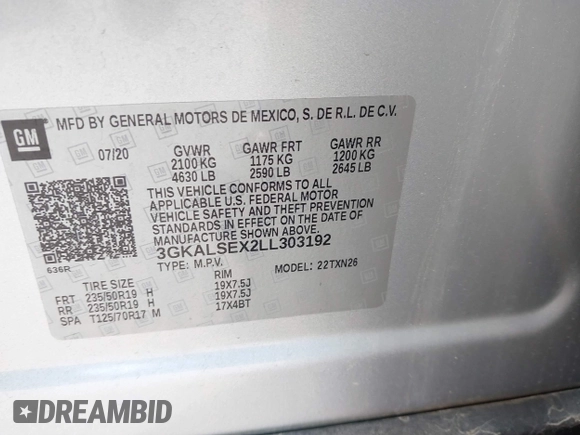 MFD BY GENERAL MOTORS DE MEXICO, S. DE R.L. DE C.V.
GM
07/20 GVWR GAWR FRT GAWR RR
2100 KG 1175 KG 1200 KG
4630 LB 2590 LB 2645 LB
THIS VEHICLE CONFORMS TO ALL
APPLICABLE U.S. FEDERAL MOTOR
VEHICLE SAFETY AND THEFT PREVENTION
STANDARDS IN EFFECT ON THE DATE OF
MANUFACTURE SHOWN ABOVE.
3GKALSEX2LL303192
636R
TYPE: M.P.V. MODEL: 22TXN26
TIRE SIZE RIM
FRT 235/50R19 H 19X7.5J
RR 235/50R19 H 19X7.5J
SPA T125/70R17 M 17X4BT
DREAMBID